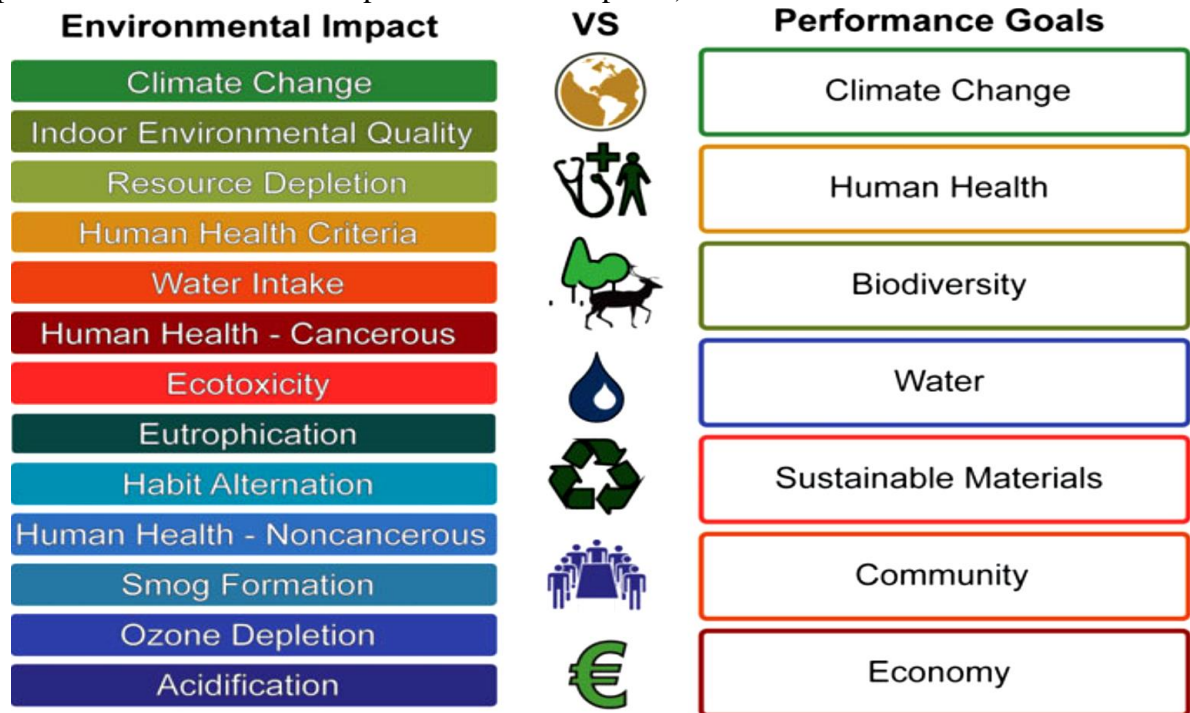 Environmental Impact
VS
Performance Goals
Climate Change
Indoor Environmental Quality
Resource Depletion
Human Health Criteria
Water Intake
Human Health - Cancerous
Ecotoxicity
Eutrophication
Habit Alternation
Human Health - Noncancerous
Smog Formation
Ozone Depletion
Acidification
Climate Change
Human Health
Biodiversity
Water
Sustainable Materials
Community
Economy
€